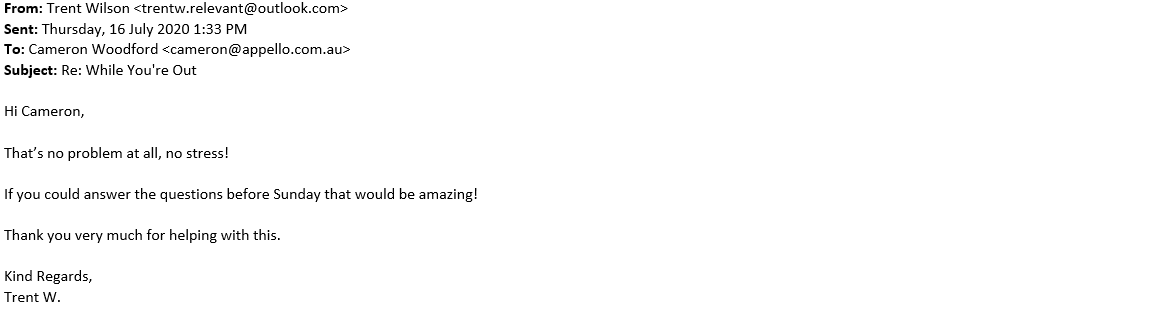 From: Trent Wilson <trentw.relevant@outlook.com>
Sent: Thursday, 16 July 2020 1:33 PM
To: Cameron Woodford <cameron@appello.com.au>
Subject: Re: While You're Out
Hi Cameron,
That’s no problem at all, no stress!
If you could answer the questions before Sunday that would be amazing!
Thank you very much for helping with this.
Kind Regards,
Trent W.